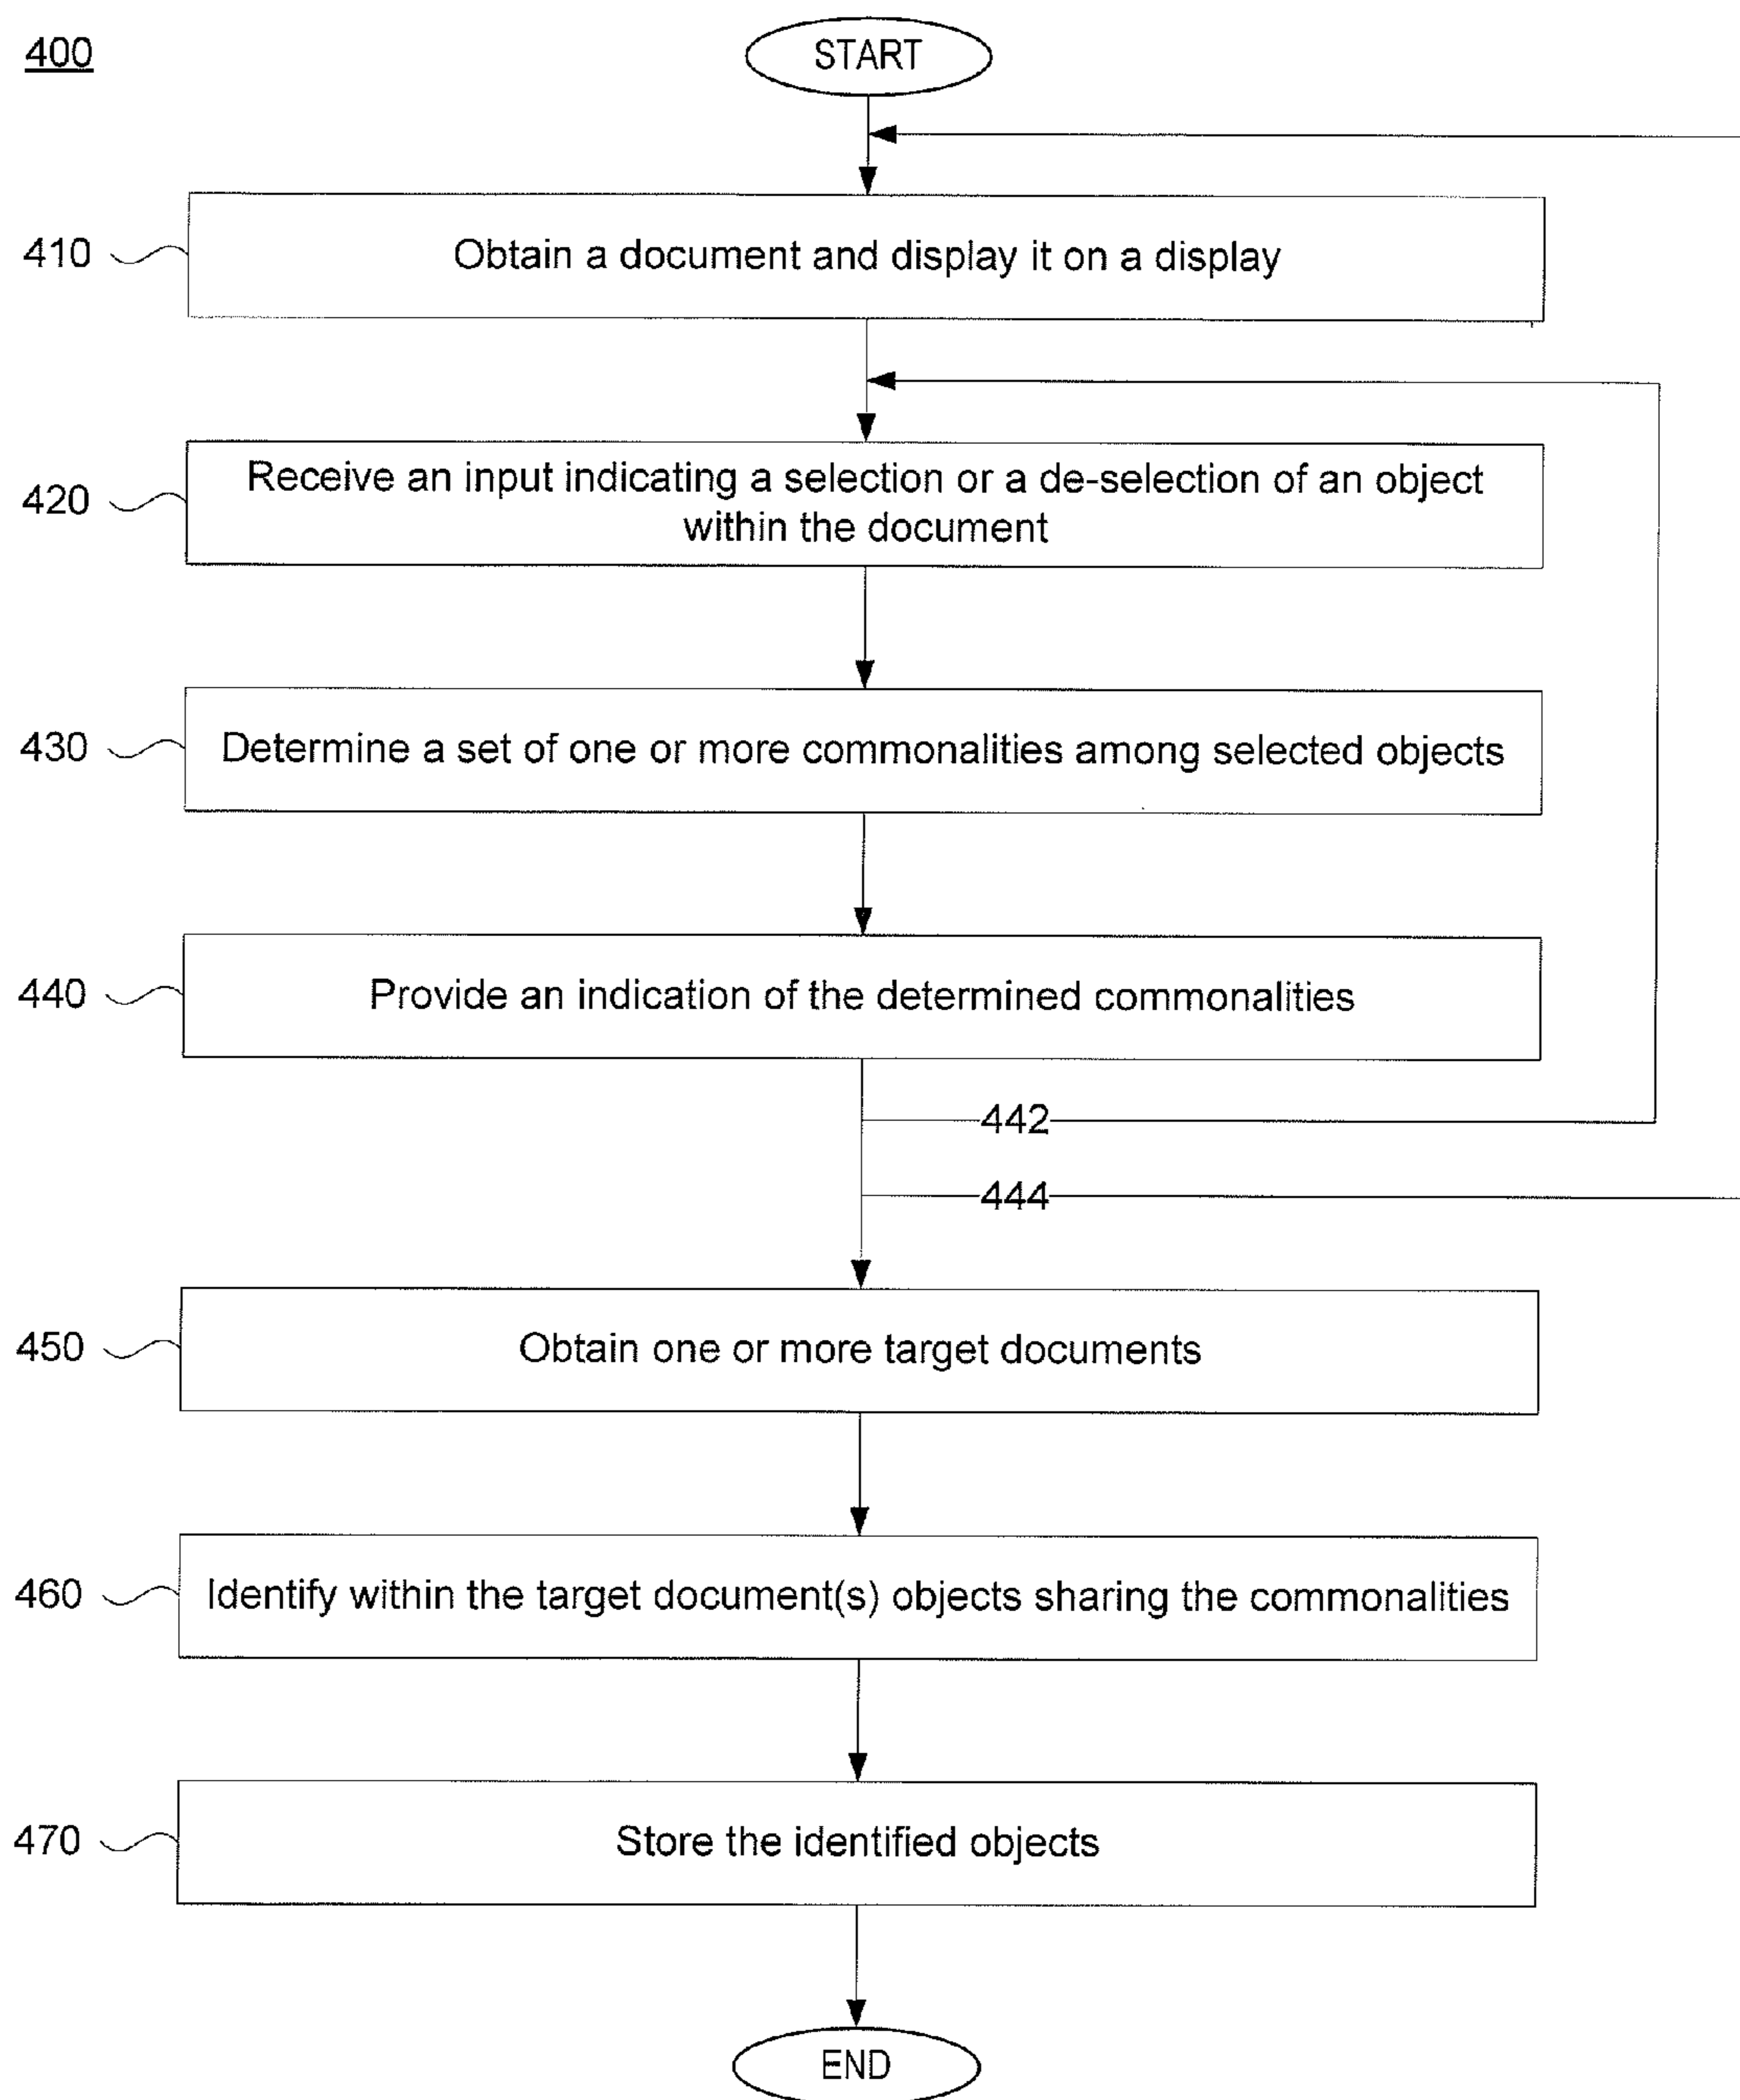 400
START
410
Obtain a document and display it on a display
420
Receive an input indicating a selection or a de-selection of an object
within the document
430
Determine a set of one or more commonalities among selected objects
440
Provide an indication of the determined commonalities
442
444
450
Obtain one or more target documents
460
Identify within the target document(s) objects sharing the commonalities
470
Store the identified objects
END